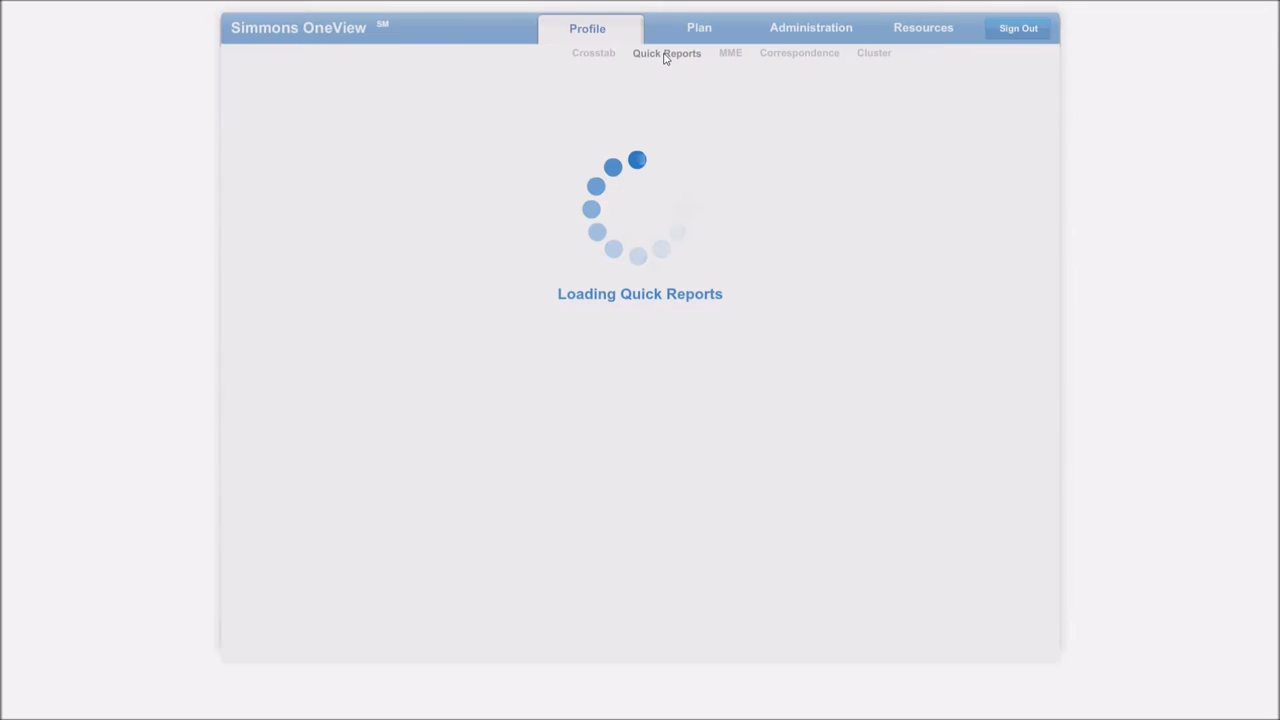 Simmons OneView SM
Profile Plan Administration Resources Sign Out
Crosstab Quick Reports MME Correspondence Cluster
Loading Quick Reports